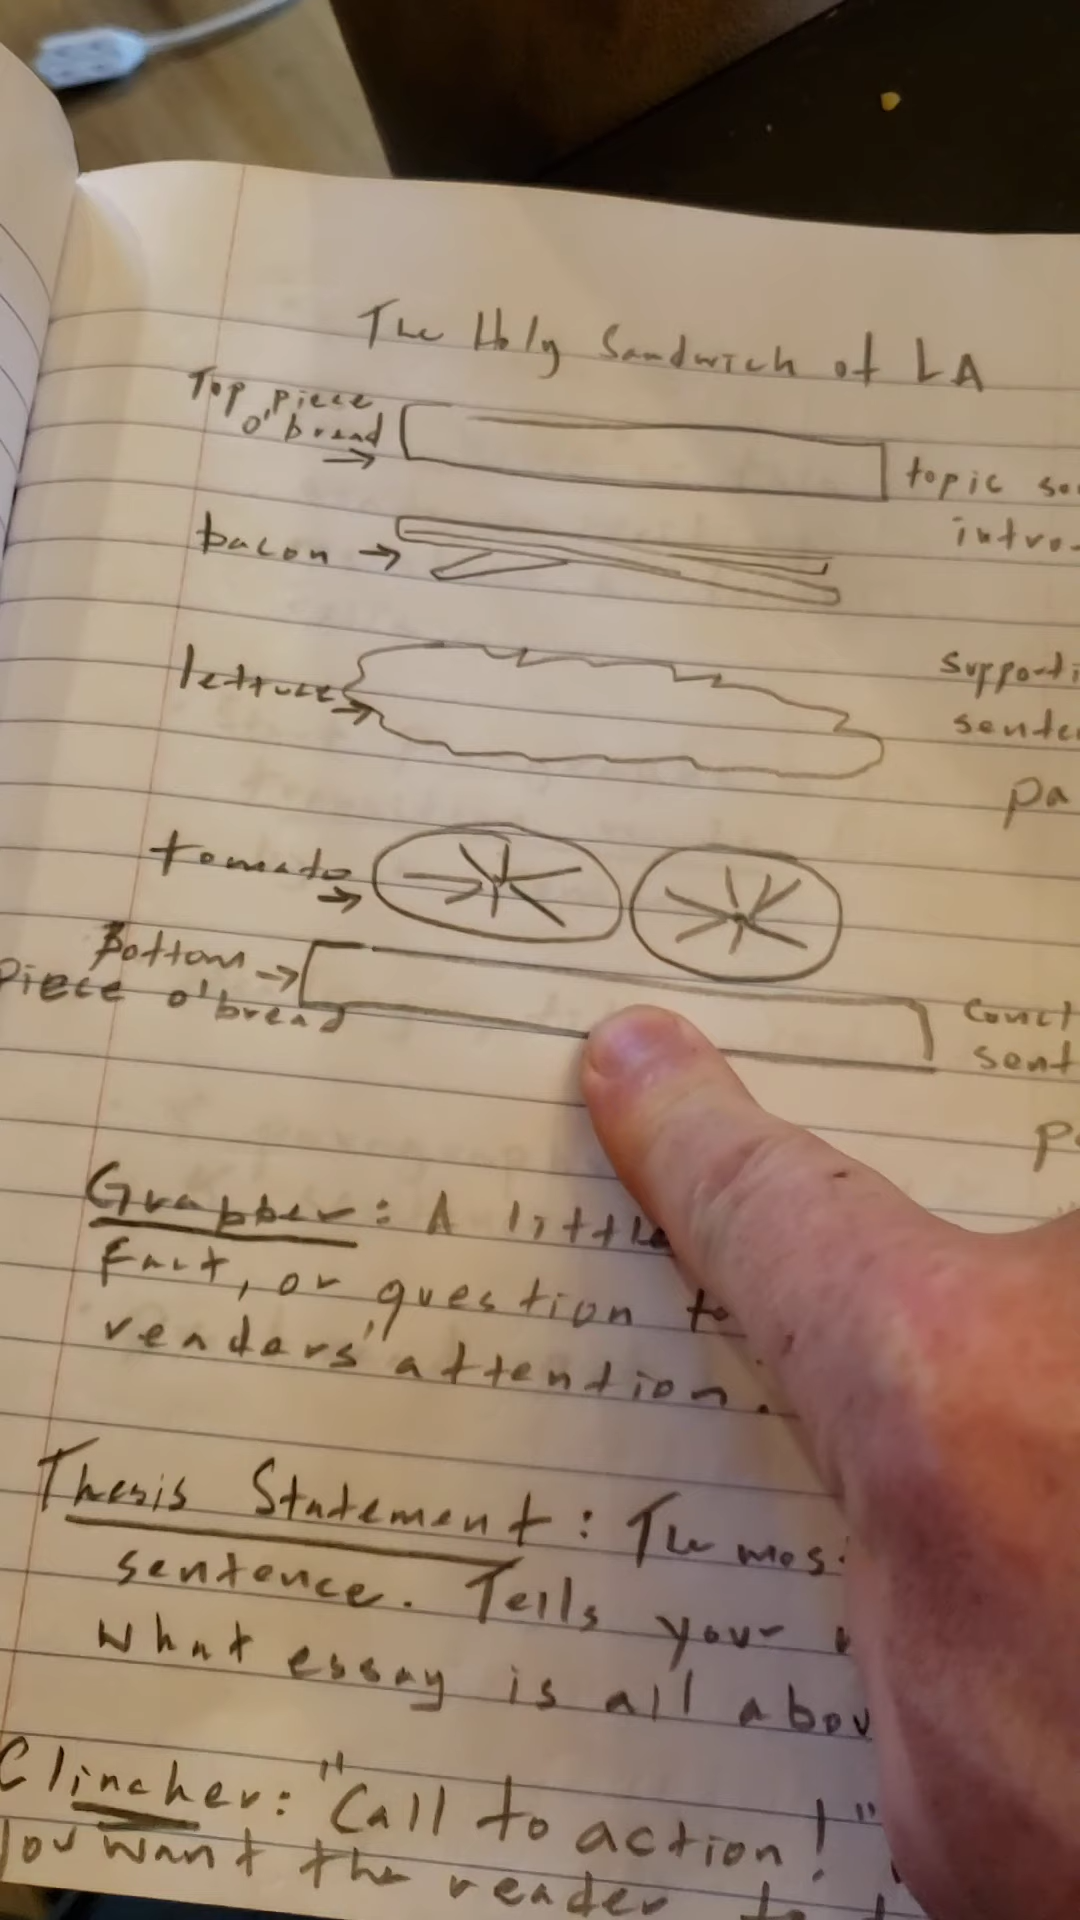 The Holy Sandwich of LA
Top piece
o' bread
topic
intro-
bacon
lettuce
supporti
sente
pa
tomato
Bottom
Piece o' bread
sent
Grabber: A little
Fact, or question to
readers' attention.
Thesis Statement: The mos
sentence. Tells your
what essay is all abou
Clincher: "Call to action!"
You want the reader to